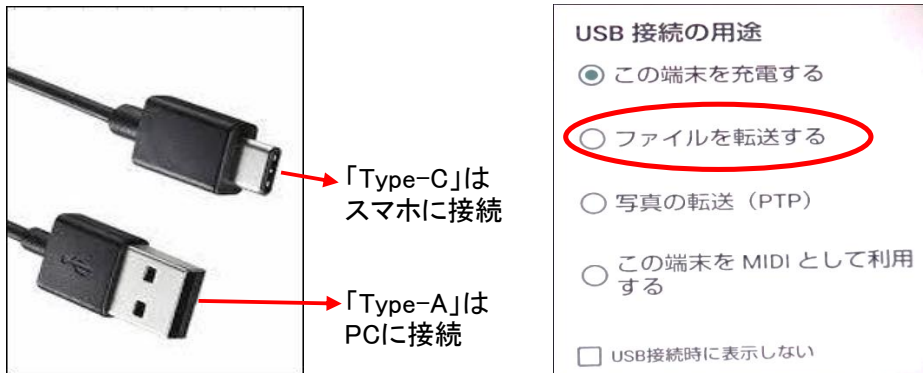 「Type-C」は
スマホに接続
「Type-A」は
PCに接続
USB 接続の用途
この端末を充電する
ファイルを転送する
写真の転送（PTP）
この端末を MIDI として利用
する
USB接続時に表示しない